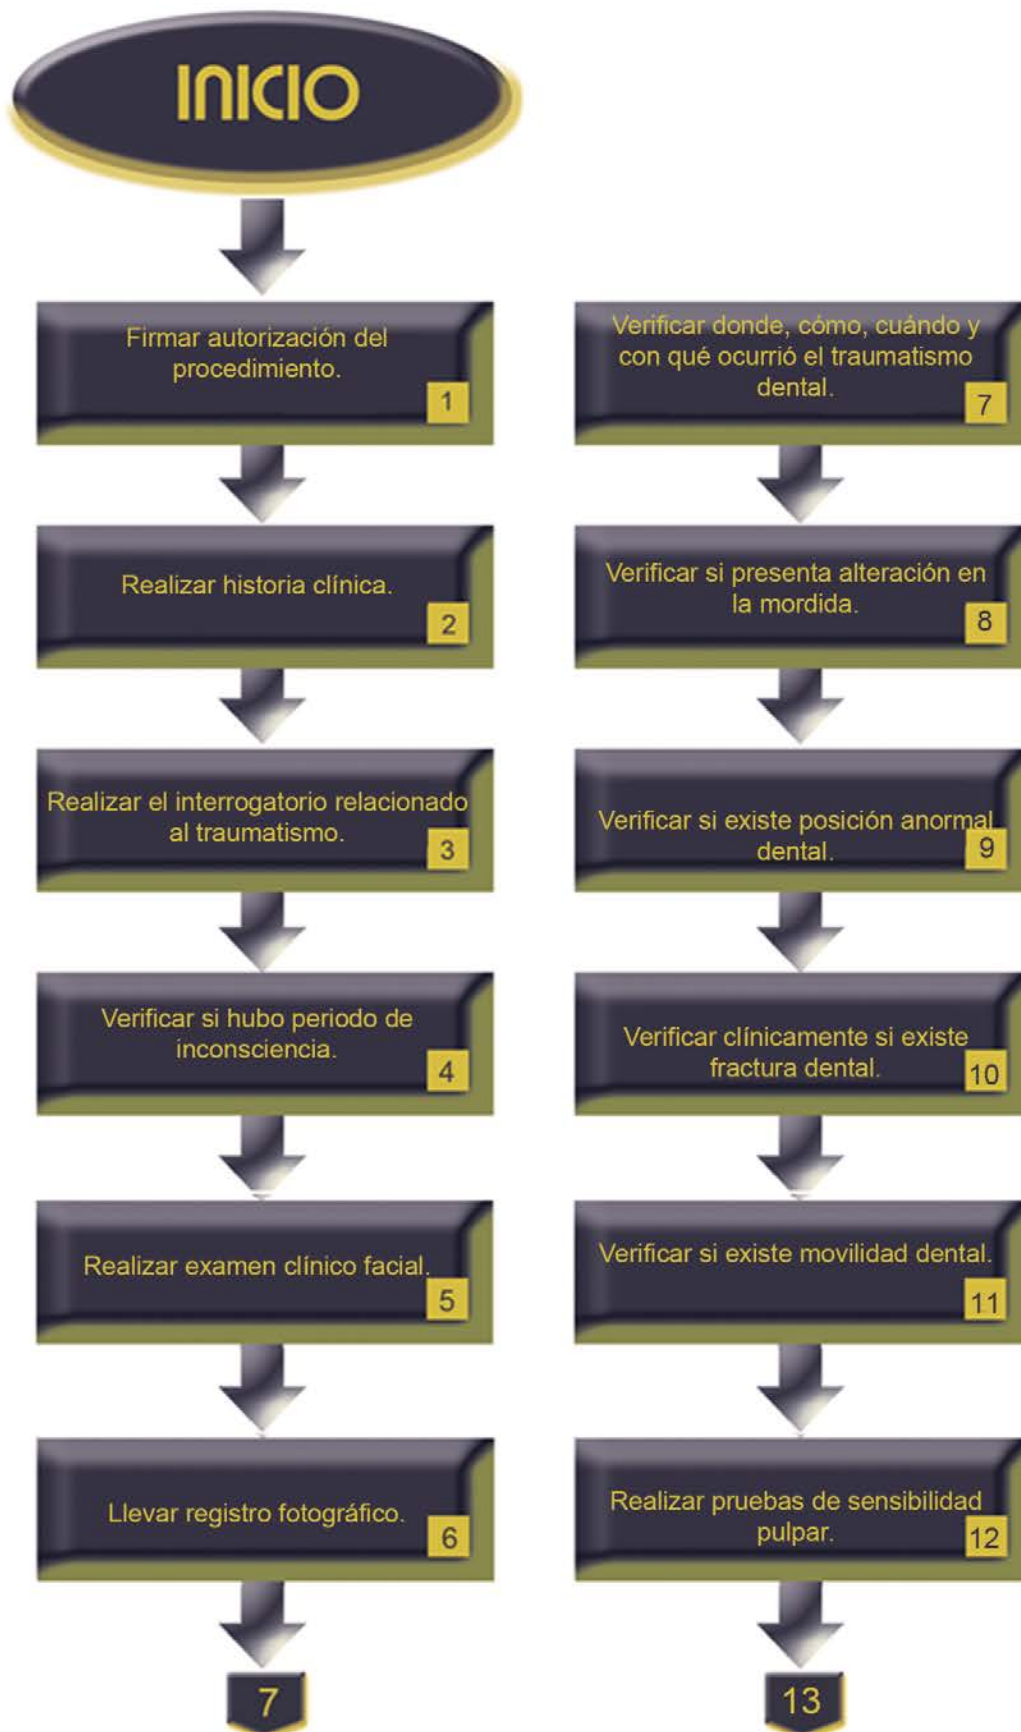 INICIO
Firmar autorización del
procedimiento.
1
Realizar historia clínica.
2
Realizar el interrogatorio relacionado
al traumatismo.
3
Verificar si hubo periodo de
inconsciencia.
4
Realizar examen clínico facial.
5
Llevar registro fotográfico.
6
7
Verificar donde, cómo, cuándo y
con qué ocurrió el traumatismo
dental.
7
Verificar si presenta alteración en
la mordida.
8
Verificar si existe posición anormal
dental.
9
Verificar clínicamente si existe
fractura dental.
10
Verificar si existe movilidad dental.
11
Realizar pruebas de sensibilidad
pulpar.
12
13